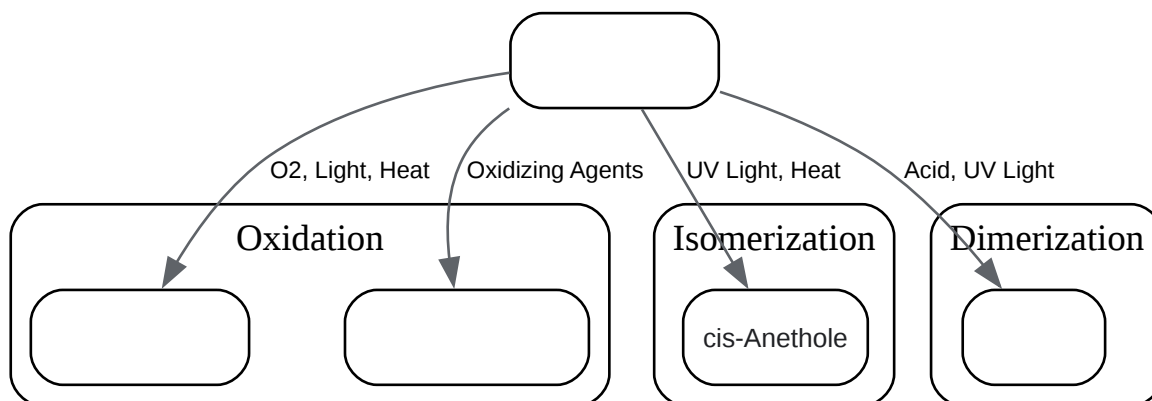 O2, Light, Heat
Oxidizing Agents
UV Light, Heat
Acid, UV Light
Oxidation
Isomerization
Dimerization
cis-Anethole